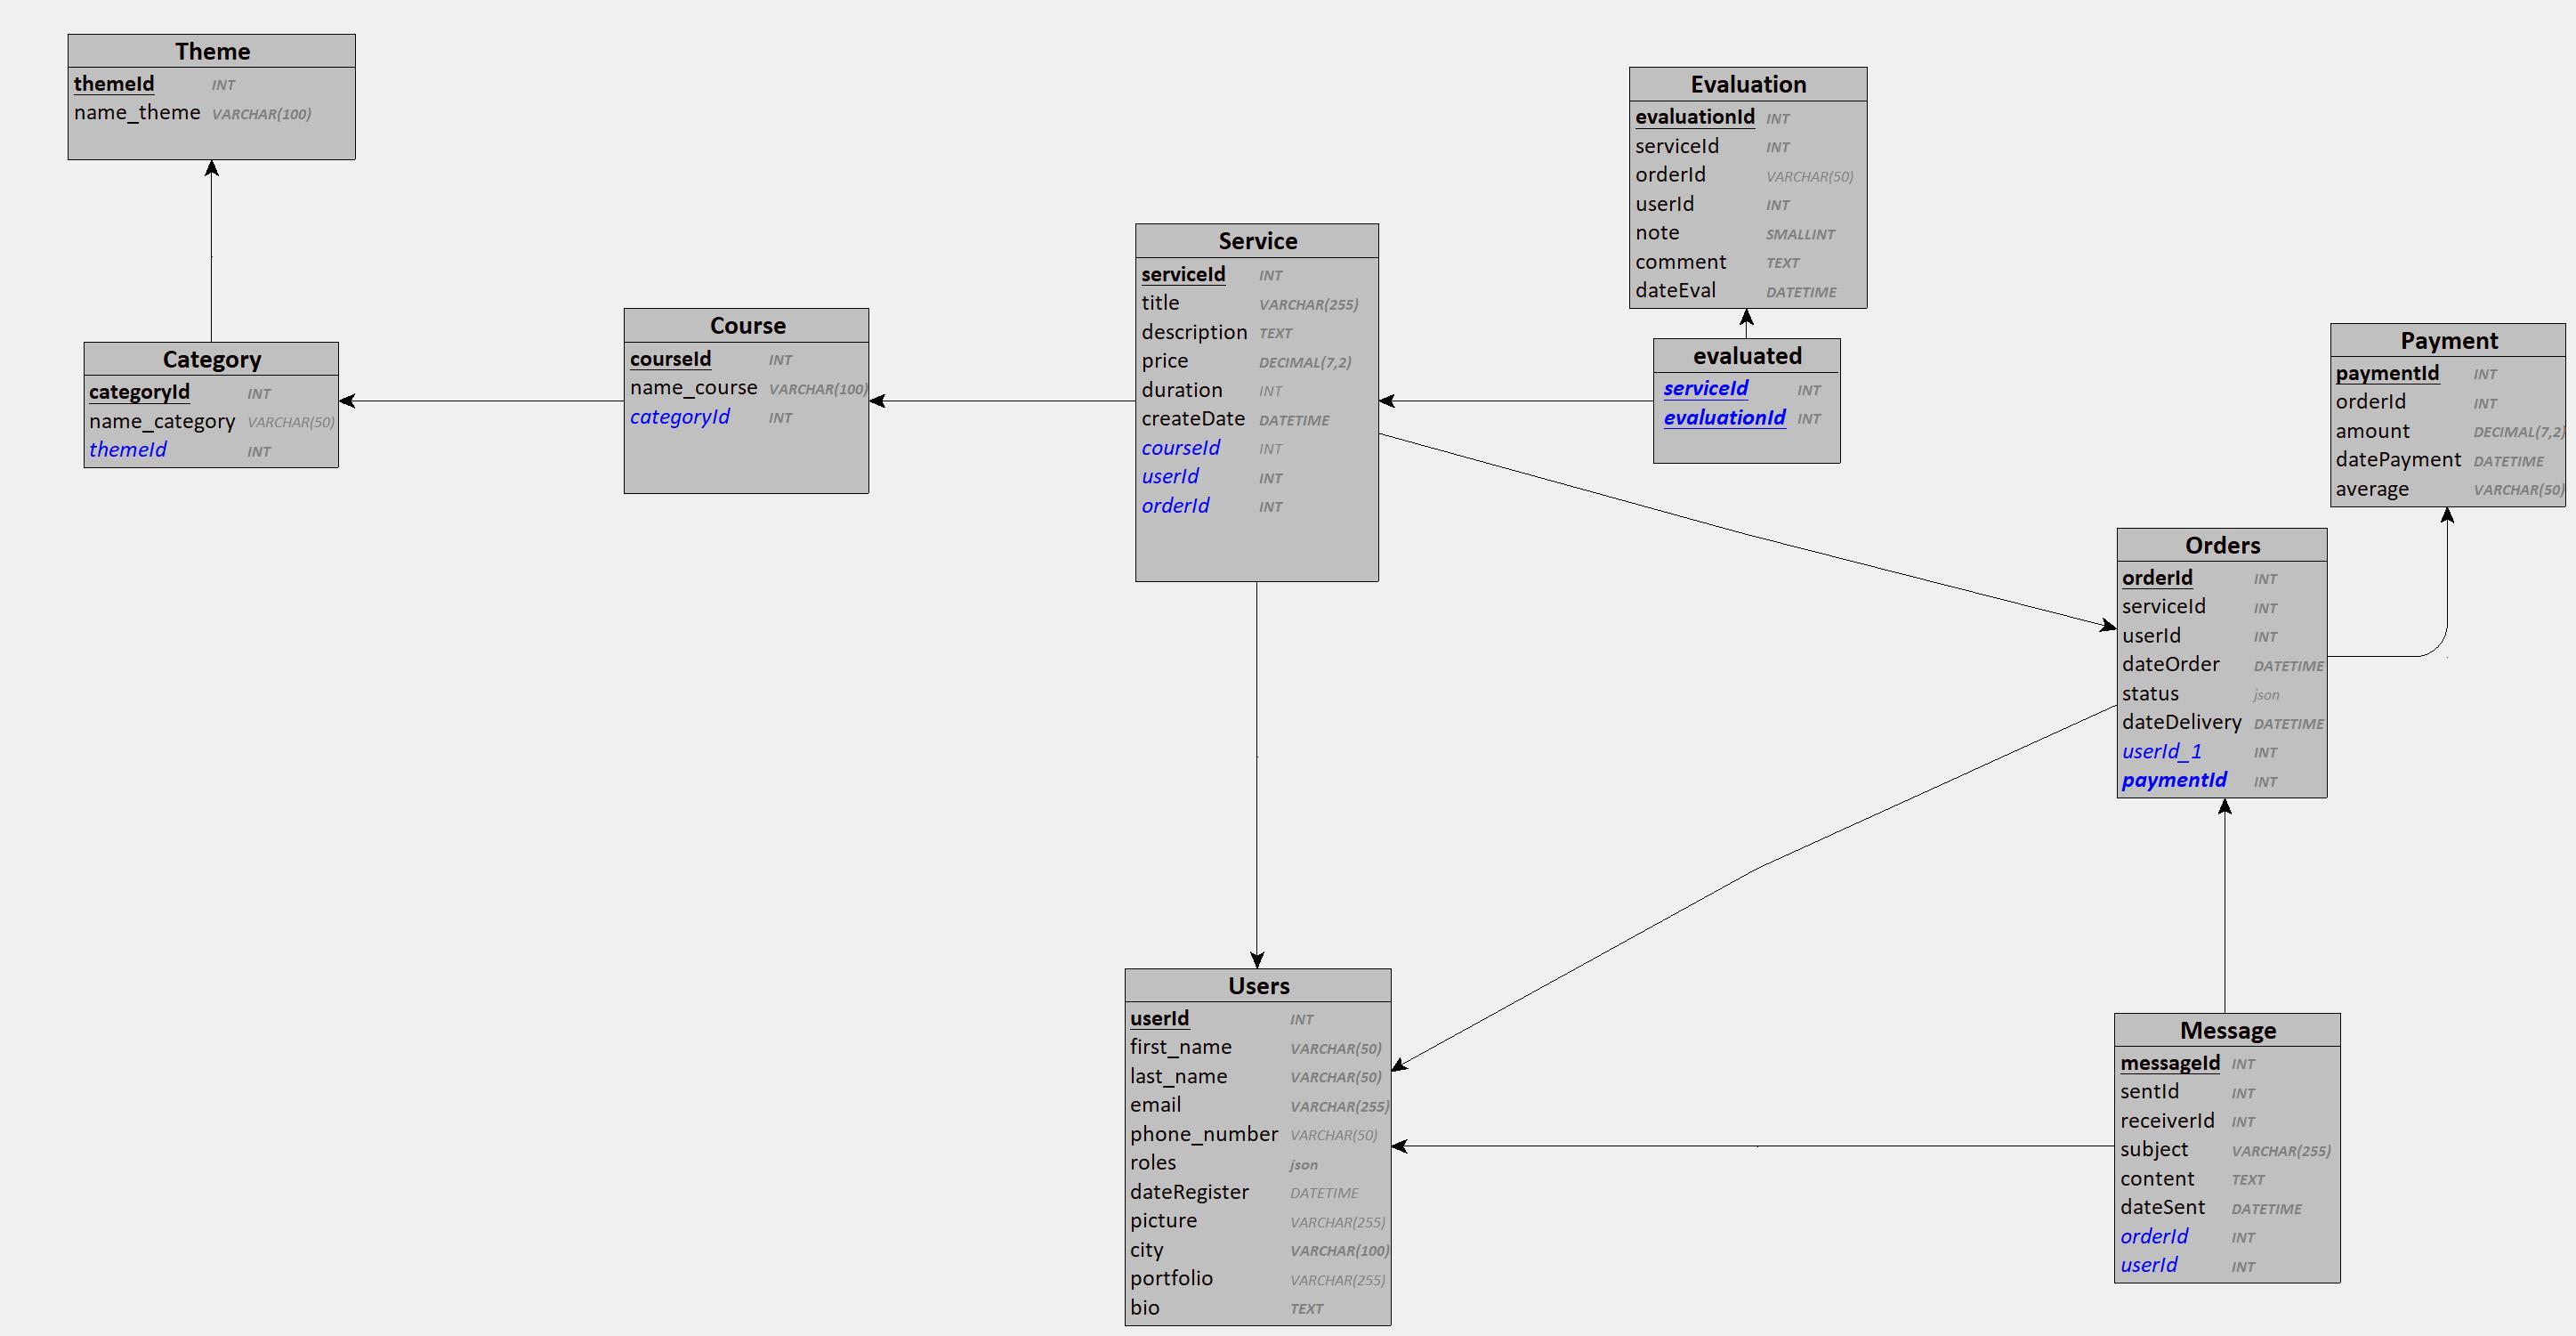 Theme
themeId INT
name_theme VARCHAR(100)
Category
categoryId INT
name_category VARCHAR(50)
themeId INT
Course
courseId INT
name_course VARCHAR(100)
categoryId INT
Service
serviceId INT
title VARCHAR(255)
description TEXT
price DECIMAL(7,2)
duration INT
createDate DATETIME
courseId INT
userId INT
orderId INT
Evaluation
evaluationId INT
serviceId INT
orderId VARCHAR(50)
userId INT
note SMALLINT
comment TEXT
dateEval DATETIME
evaluated
serviceId INT
evaluationId INT
Payment
paymentId INT
orderId INT
amount DECIMAL(7,2)
datePayment DATETIME
average VARCHAR(50)
Orders
orderId INT
serviceId INT
userId INT
dateOrder DATETIME
status json
dateDelivery DATETIME
userId_1 INT
paymentId INT
Users
userId INT
first_name VARCHAR(50)
last_name VARCHAR(50)
email VARCHAR(255)
phone_number VARCHAR(50)
roles json
dateRegister DATETIME
picture VARCHAR(255)
city VARCHAR(100)
portfolio VARCHAR(255)
bio TEXT
Message
messageId INT
sentId INT
receiverId INT
subject VARCHAR(255)
content TEXT
dateSent DATETIME
orderId INT
userId INT